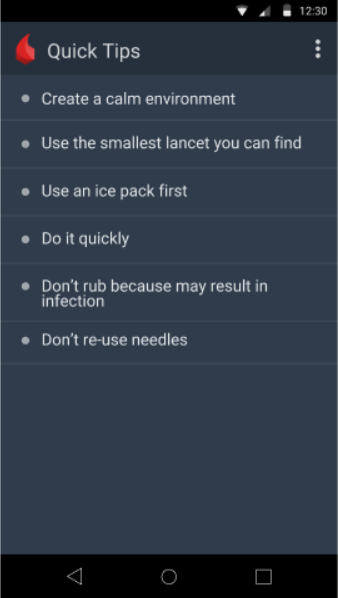 12:30
Quick Tips
Create a calm environment
Use the smallest lancet you can find
Use an ice pack first
Do it quickly
Don't rub because may result in
infection
Don't re-use needles